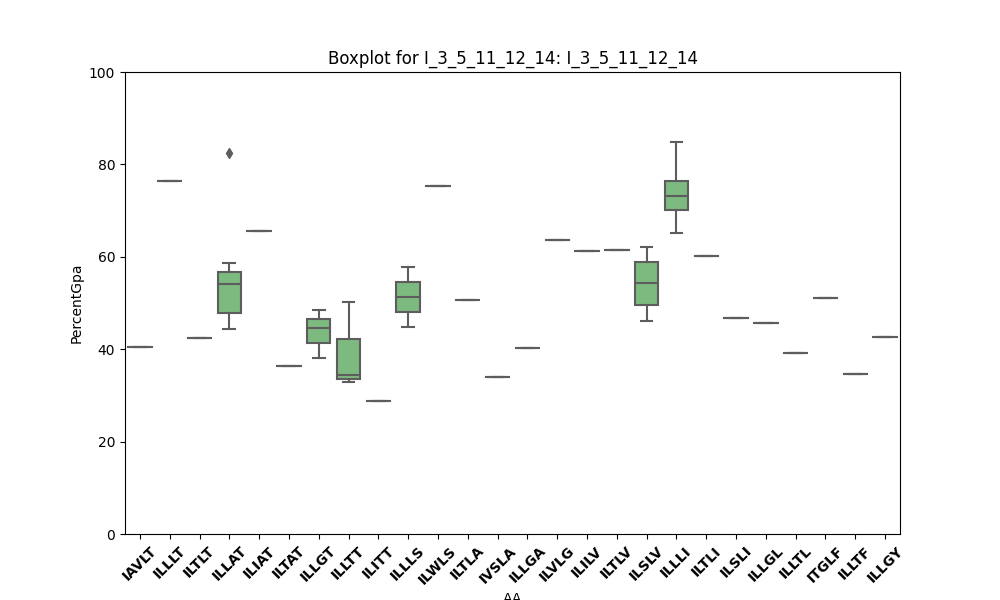 Boxplot for I_3_5_11_12_14: I_3_5_11_12_14
100
80
60
40
20
0
PercentGpa
IAVLT
ILLLT
ILTLT
ILLAT
ILIAT
ILTAT
ILLGT
ILLTT
ILITT
ILLLS
ILWLS
ILTLA
IVSLA
ILLGA
ILVLG
ILILV
ILTLV
ILSLV
ILLLI
ILTLI
ILSLI
ILLGL
ILLTL
ITGLF
ILLTF
ILLGY
AA